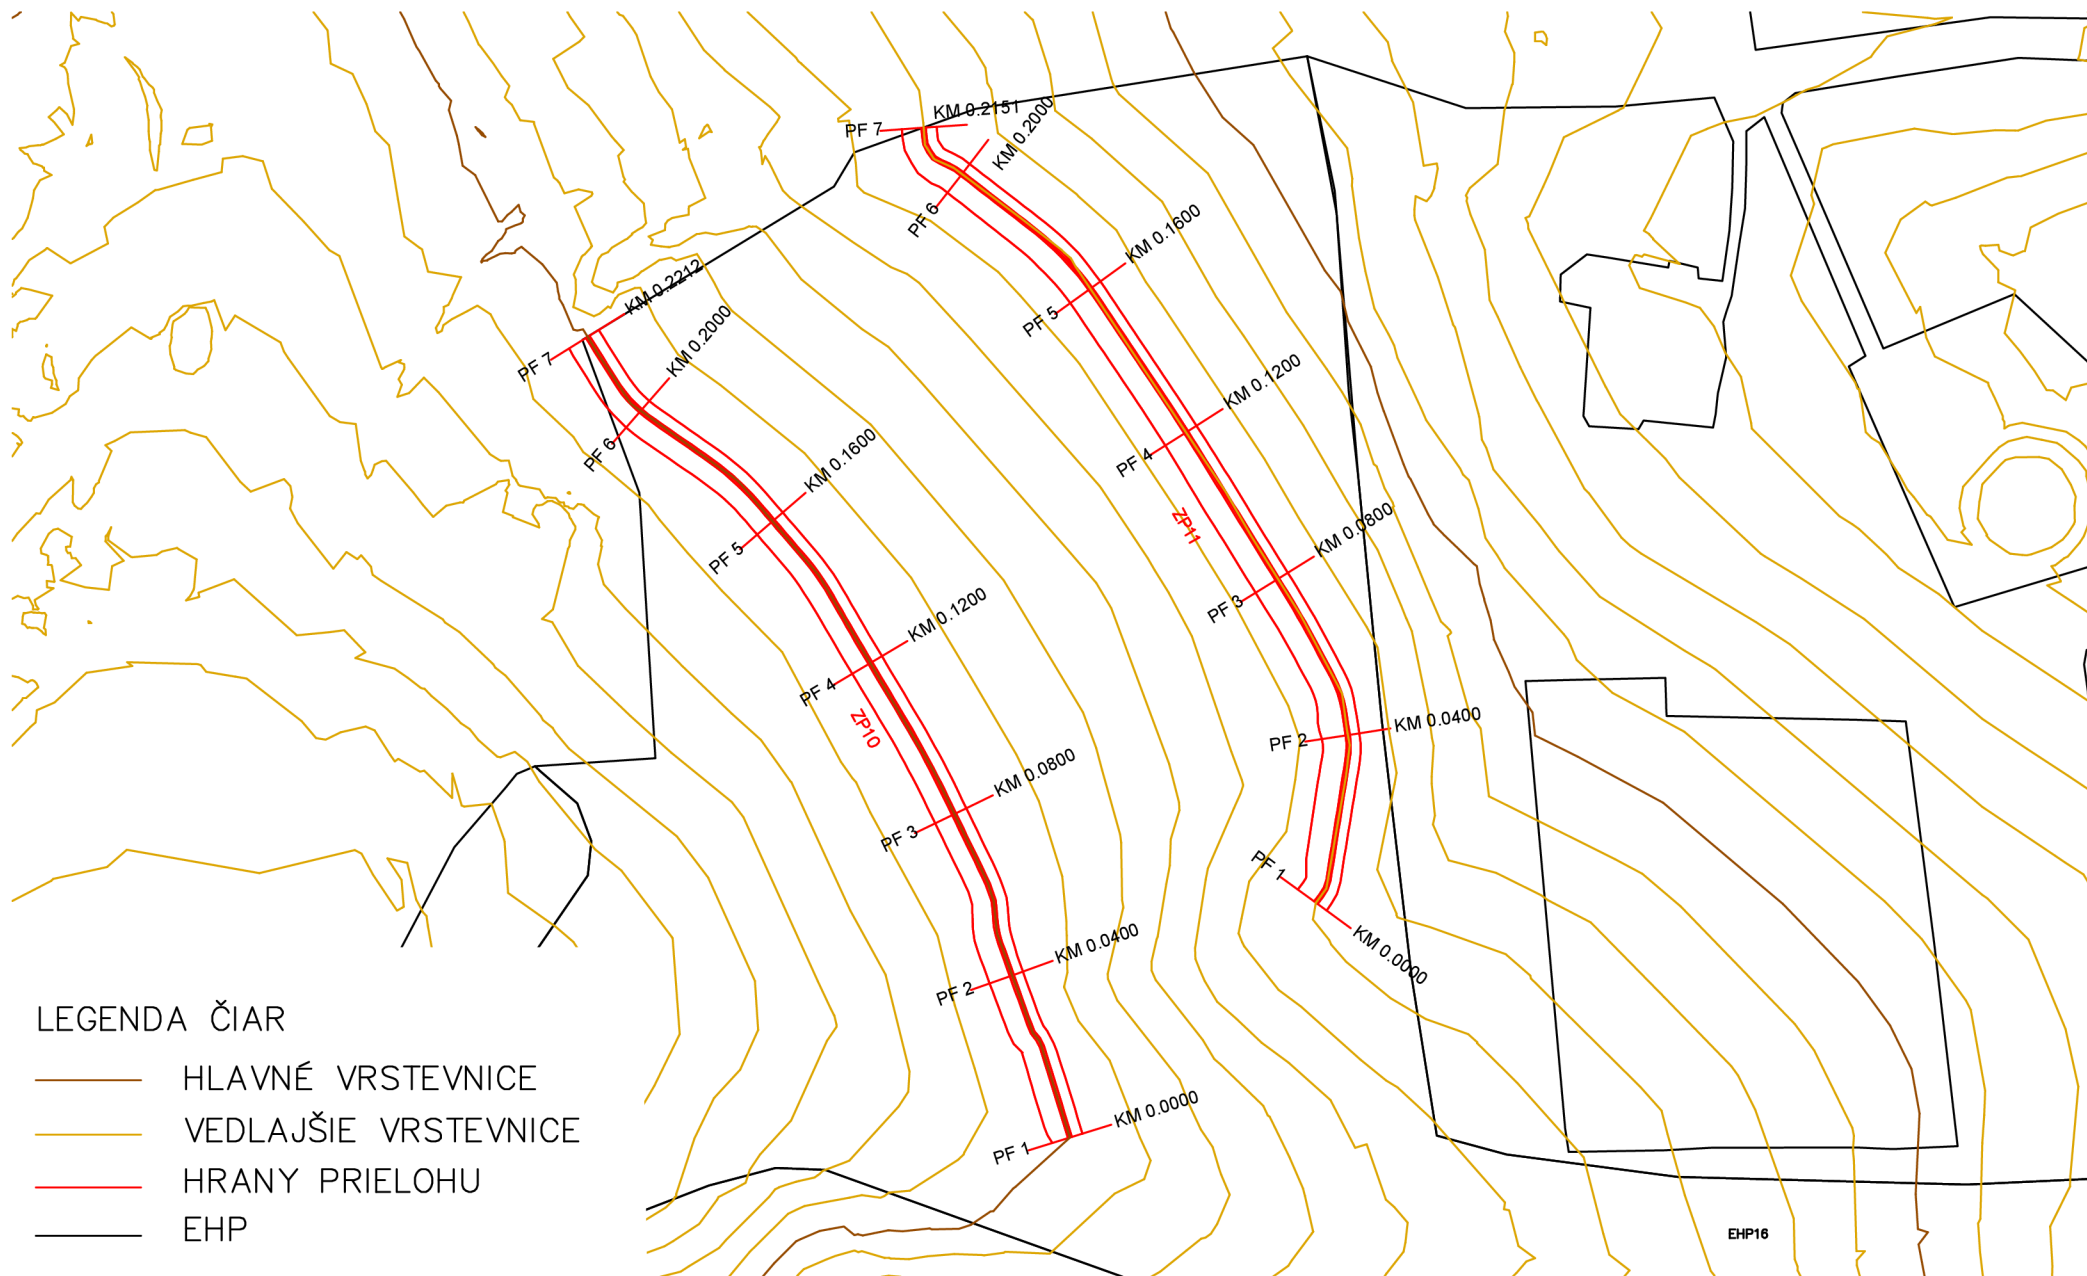 PF 7
KM 0.2151
KM 0.2000
PF 6
KM 0.1600
PF 5
KM 0.1200
PF 4
ZP11
KM 0.0800
PF 3
KM 0.0400
PF 2
PF 1
KM 0.0000
KM 0.2212
PF 7
KM 0.2000
PF 6
KM 0.1600
PF 5
KM 0.1200
PF 4
ZP10
KM 0.0800
PF 3
KM 0.0400
PF 2
KM 0.0000
PF 1
LEGENDA ČIAR
HLAVNÉ VRSTEVNICE
VEDLAJŠIE VRSTEVNICE
HRANY PRIELOHU
EHP
EHP16